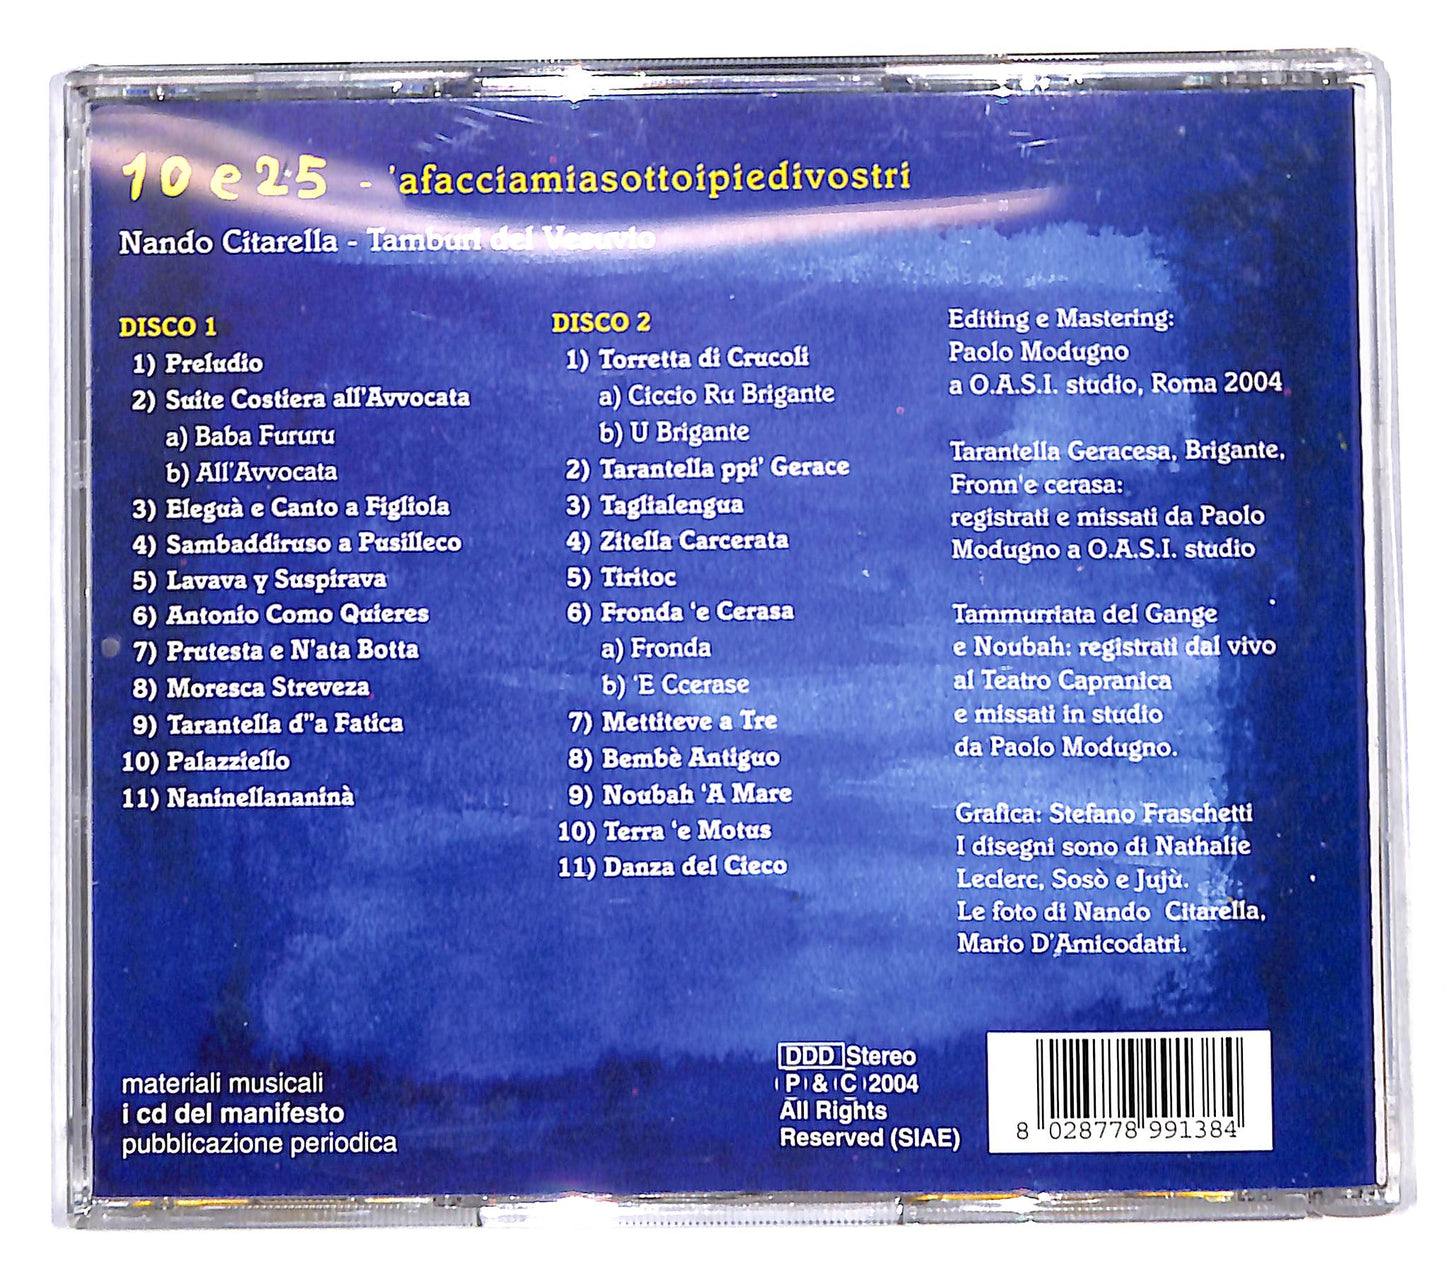 10 e 25 - 'afacciamiasottoipiedivostri
Nando Citarella - Tamburi del Vesuvio
DISCO 1
1) Preludio
2) Suite Costiera all'Avvocata
a) Baba Fururu
b) All'Avvocata
3) Eleguà e Canto a Figliola
4) Sambaddiruso a Pusilleco
5) Lavava y Suspirava
6) Antonio Como Quieres
7) Prutesta e N'ata Botta
8) Moresca Streveza
9) Tarantella d''a Fatica
10) Palazziello
11) Naninellananinà
DISCO 2
1) Torretta di Crucoli
a) Ciccio Ru Brigante
b) U Brigante
2) Tarantella ppi' Gerace
3) Taglialengua
4) Zitella Carcerata
5) Tiritoc
6) Fronda 'e Cerasa
a) Fronda
b) 'E Ccerase
7) Mettiteve a Tre
8) Bembè Antiguo
9) Noubah 'A Mare
10) Terra 'e Motus
11) Danza del Cieco
Editing e Mastering:
Paolo Modugno
a O.A.S.I. studio, Roma 2004
Tarantella Geracesa, Brigante,
Fronn'e cerasa:
registrati e missati da Paolo
Modugno a O.A.S.I. studio
Tammurriata del Gange
e Noubah: registrati dal vivo
al Teatro Capranica
e missati in studio
da Paolo Modugno.
Grafica: Stefano Fraschetti
I disegni sono di Nathalie
Leclerc, Sosò e Jujù.
Le foto di Nando Citarella,
Mario D'Amicodatri.
materiali musicali
i cd del manifesto
pubblicazione periodica
DDD Stereo
P & C 2004
All Rights
Reserved (SIAE)
8 028778 991384